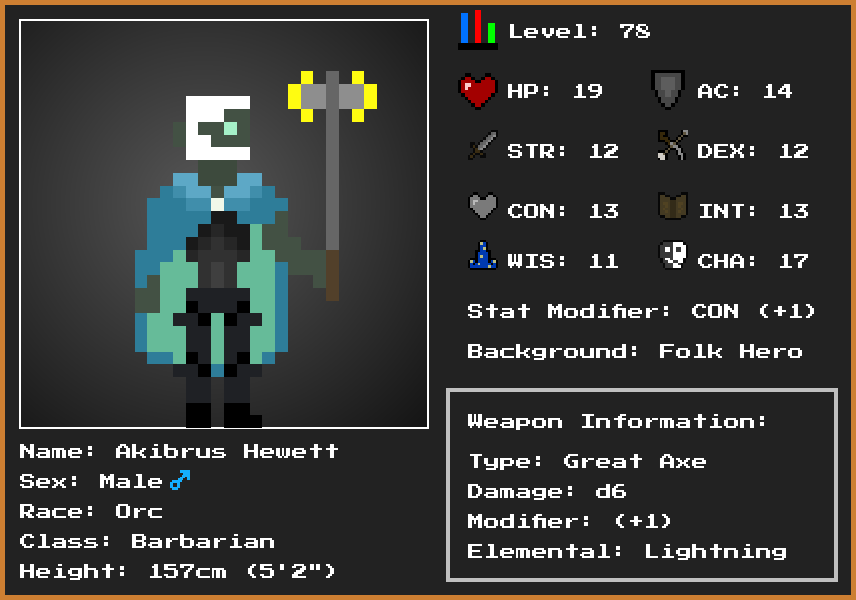 Level: 78
HP: 19
AC: 14
STR: 12
DEX: 12
CON: 13
INT: 13
WIS: 11
CHA: 17
Stat Modifier: CON (+1)
Background: Folk Hero
Weapon Information:
Type: Great Axe
Damage: d6
Modifier: (+1)
Elemental: Lightning
Name: Akibrus Hewett
Sex: Male♂
Race: Orc
Class: Barbarian
Height: 157cm (5'2")